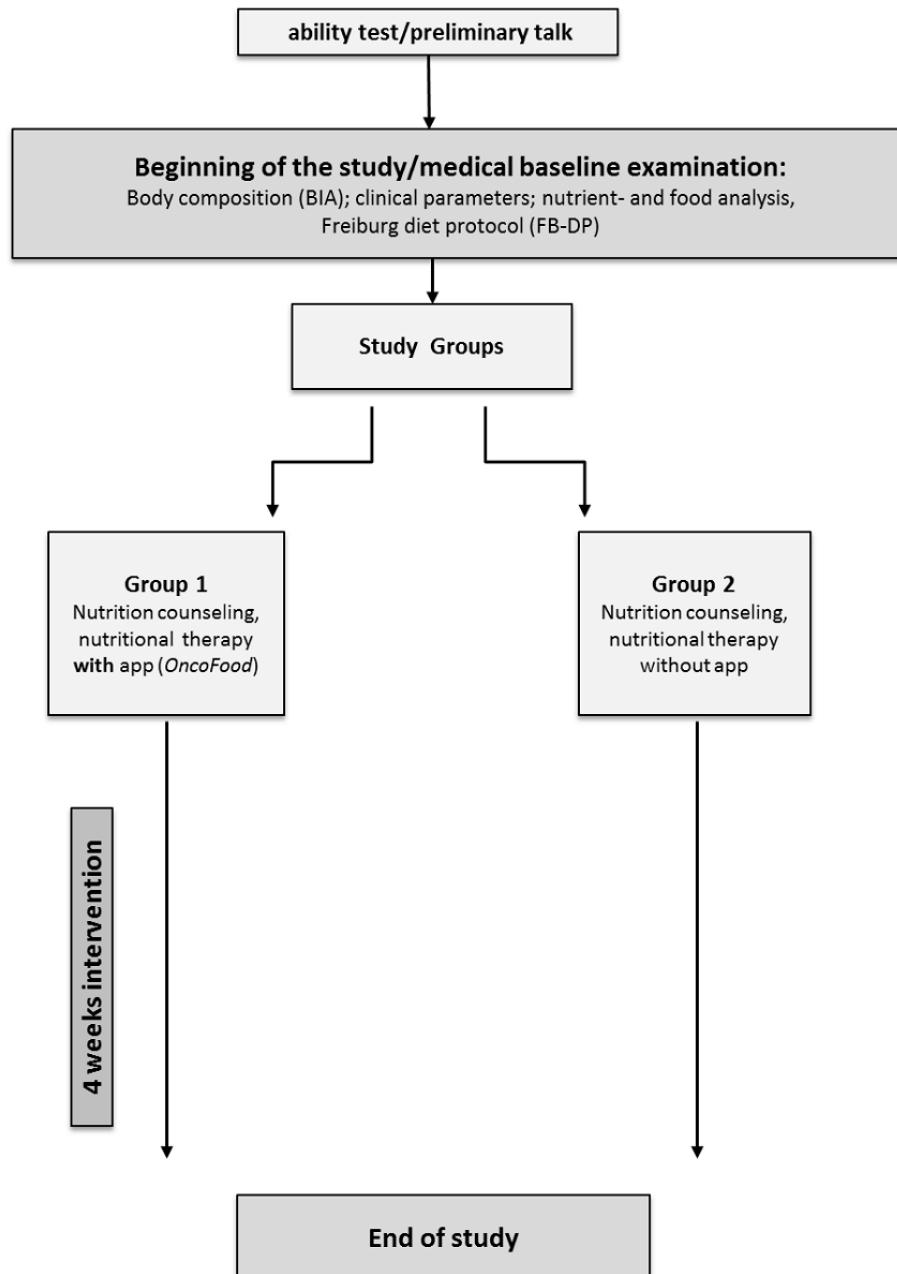 ability test/preliminary talk
Beginning of the study/medical baseline examination:
Body composition (BIA); clinical parameters; nutrient- and food analysis,
Freiburg diet protocol (FB-DP)
Study Groups
Group 1
Nutrition counseling,
nutritional therapy
with app (OncoFood)
Group 2
Nutrition counseling,
nutritional therapy
without app
4 weeks intervention
End of study